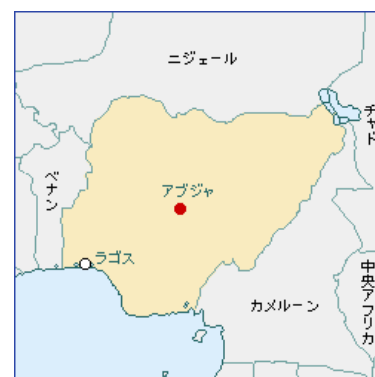 ニジェール
チャド
ベナン
アブジャ
ラゴス
カメルーン
中央アフリカ